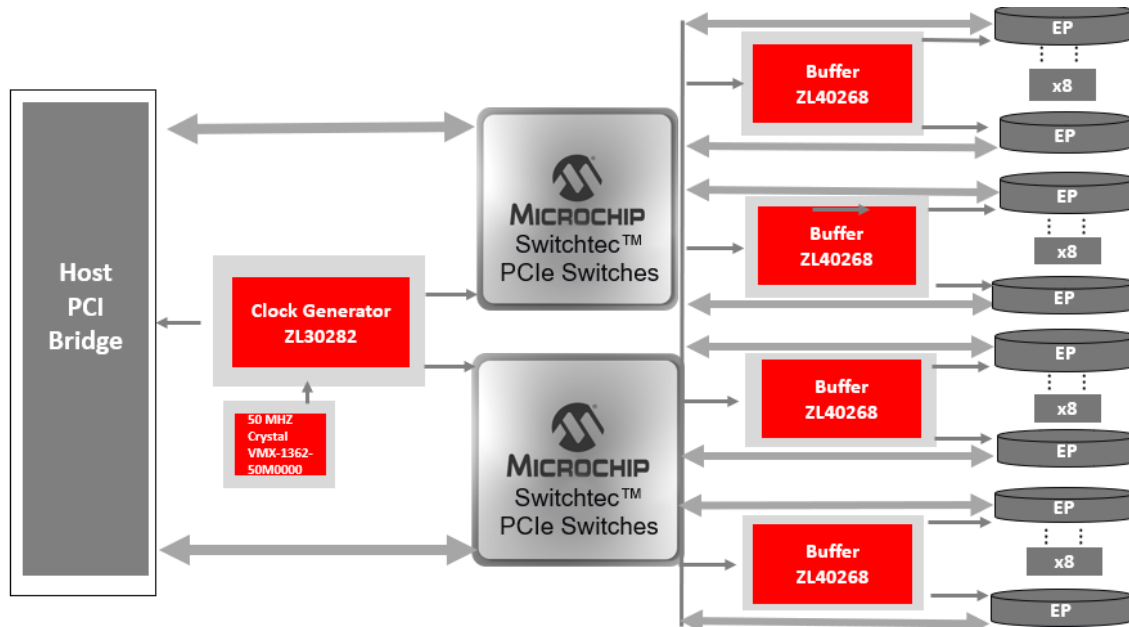 Host
PCI
Bridge
Clock Generator
ZL30282
50 MHZ
Crystal
VMX-1362-
50M0000
MICROCHIP
Switchtec™
PCIe Switches
MICROCHIP
Switchtec™
PCIe Switches
Buffer
ZL40268
Buffer
ZL40268
Buffer
ZL40268
Buffer
ZL40268
EP
x8
EP
EP
x8
EP
EP
x8
EP
EP
x8
EP